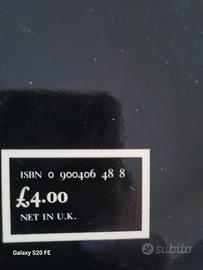 ISBN 0 900406 48 8
£4.00
NET IN U.K.
Galaxy S20 FE
subito